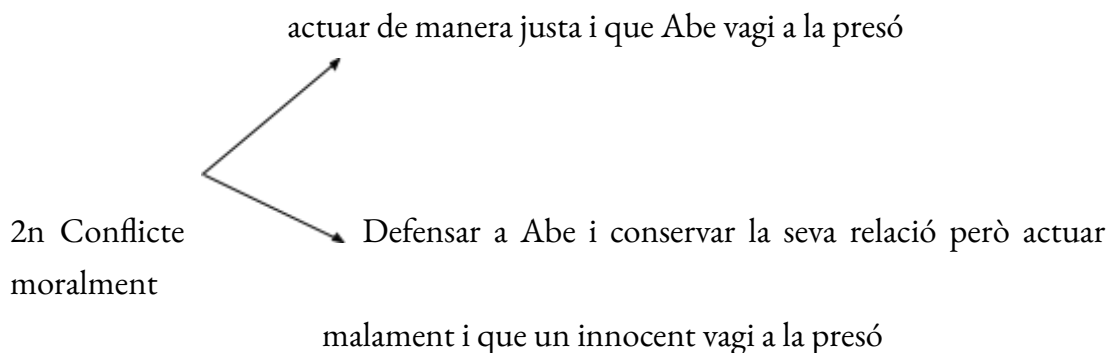 actuar de manera justa i que Abe vagi a la presó
2n Conflicte Defensar a Abe i conservar la seva relació però actuar
moralment
malament i que un innocent vagi a la presó